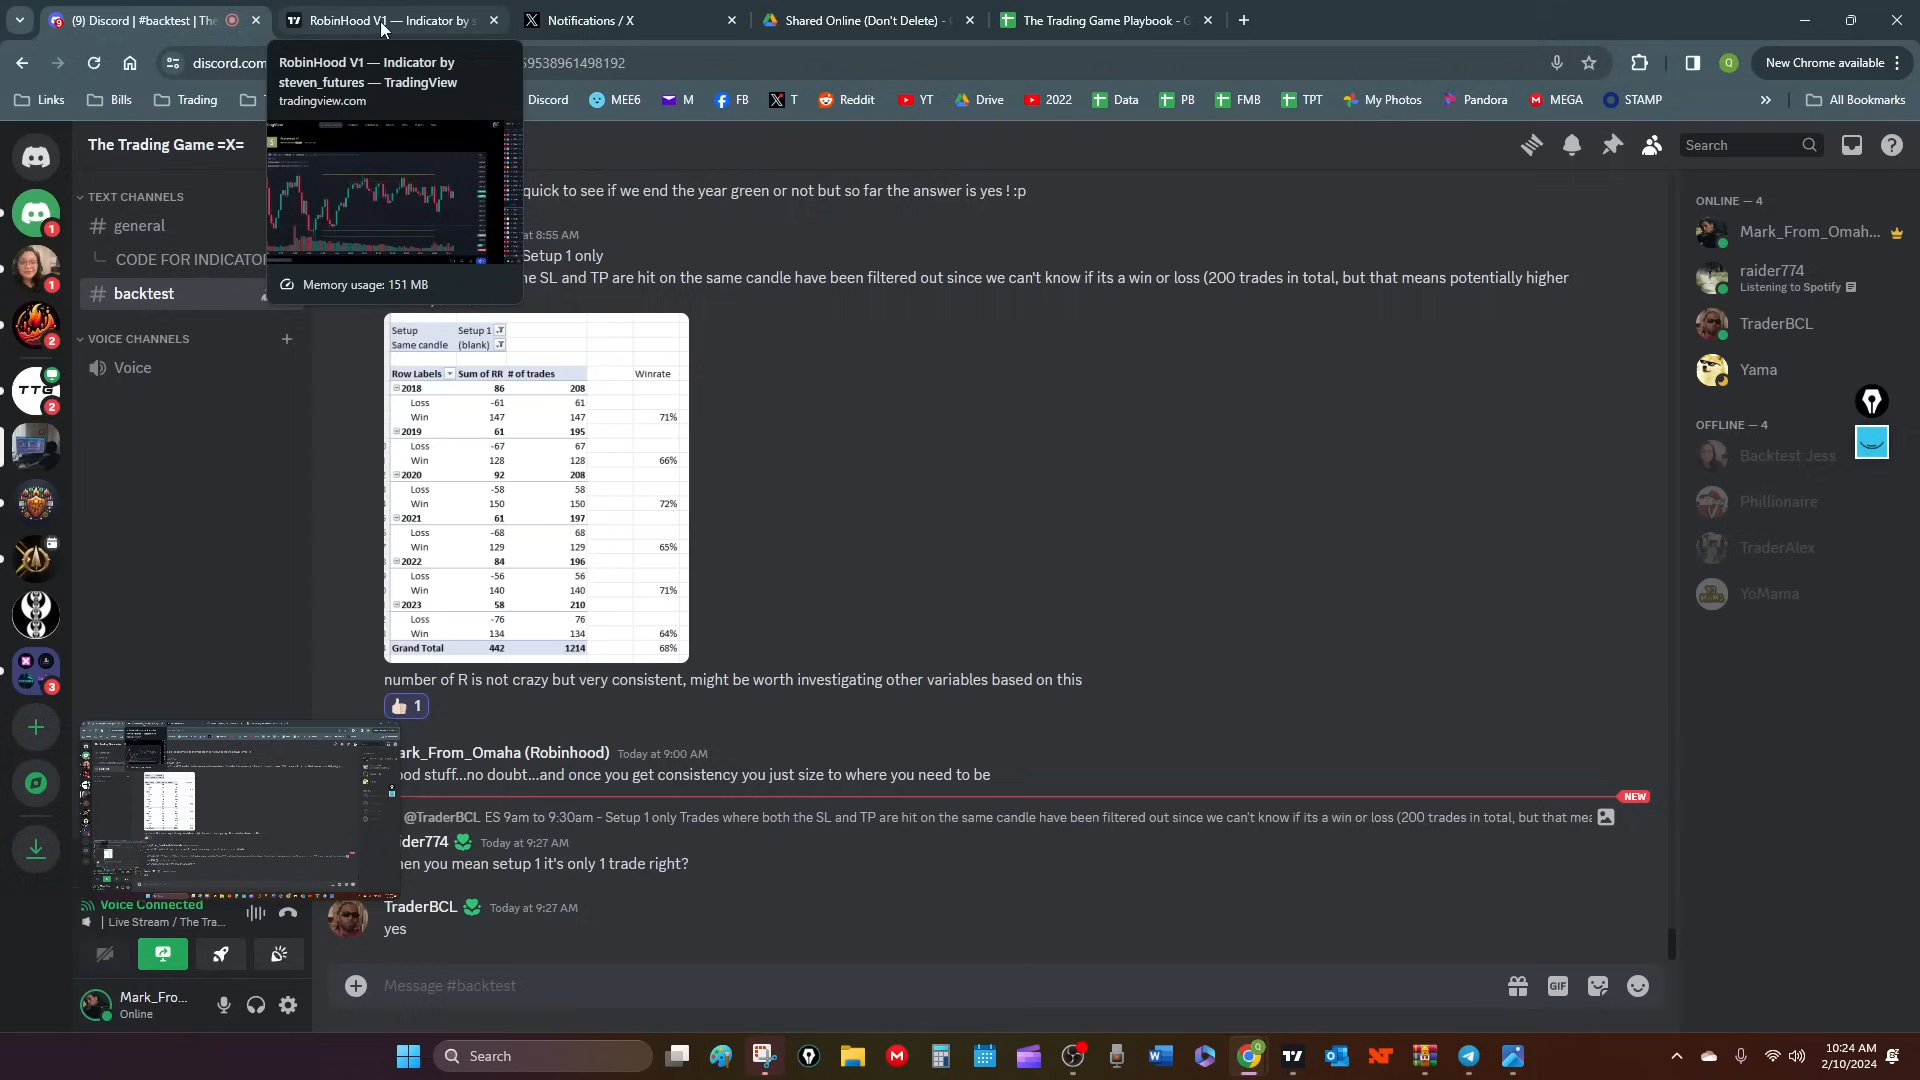 (9) Discord | #backtest | The
RobinHood V1 — Indicator by s
Notifications / X
Shared Online (Don't Delete) -
The Trading Game Playbook - G
discord.com
59538961498192
New Chrome available
Links
Bills
Trading
Discord
MEE6
M
FB
T
Reddit
YT
Drive
2022
Data
PB
FMB
TPT
My Photos
Pandora
MEGA
STAMP
All Bookmarks
RobinHood V1 — Indicator by
steven_futures — TradingView
tradingview.com
Memory usage: 151 MB
The Trading Game =X=
Search
TEXT CHANNELS
general
CODE FOR INDICATOR
backtest
VOICE CHANNELS
Voice
quick to see if we end the year green or not but so far the answer is yes ! :p
at 8:55 AM
Setup 1 only
he SL and TP are hit on the same candle have been filtered out since we can't know if its a win or loss (200 trades in total, but that means potentially higher
Setup Setup 1
Same candle (blank)
Row Labels Sum of RR # of trades Winrate
2018 86 208
Loss -61 61
Win 147 147 71%
2019 61 195
Loss -67 67
Win 128 128 66%
2020 92 208
Loss -58 58
Win 150 150 72%
2021 61 197
Loss -68 68
Win 129 129 65%
2022 84 196
Loss -56 56
Win 140 140 71%
2023 58 210
Loss -76 76
Win 134 134 64%
Grand Total 442 1214 68%
number of R is not crazy but very consistent, might be worth investigating other variables based on this
1
ark_From_Omaha (Robinhood) Today at 9:00 AM
ood stuff...no doubt...and once you get consistency you just size to where you need to be
NEW
@TraderBCL ES 9am to 9:30am - Setup 1 only Trades where both the SL and TP are hit on the same candle have been filtered out since we can't know if its a win or loss (200 trades in total, but that mea
ider774 Today at 9:27 AM
hen you mean setup 1 it's only 1 trade right?
TraderBCL Today at 9:27 AM
yes
Message #backtest
GIF
ONLINE — 4
Mark_From_Omah...
raider774
Listening to Spotify
TraderBCL
Yama
OFFLINE — 4
Backtest Jess
Phillionaire
TraderAlex
YoMama
TTG
1
1
2
2
3
Voice Connected
Live Stream / The Tra...
Mark_Fro...
Online
Search
10:24 AM
2/10/2024